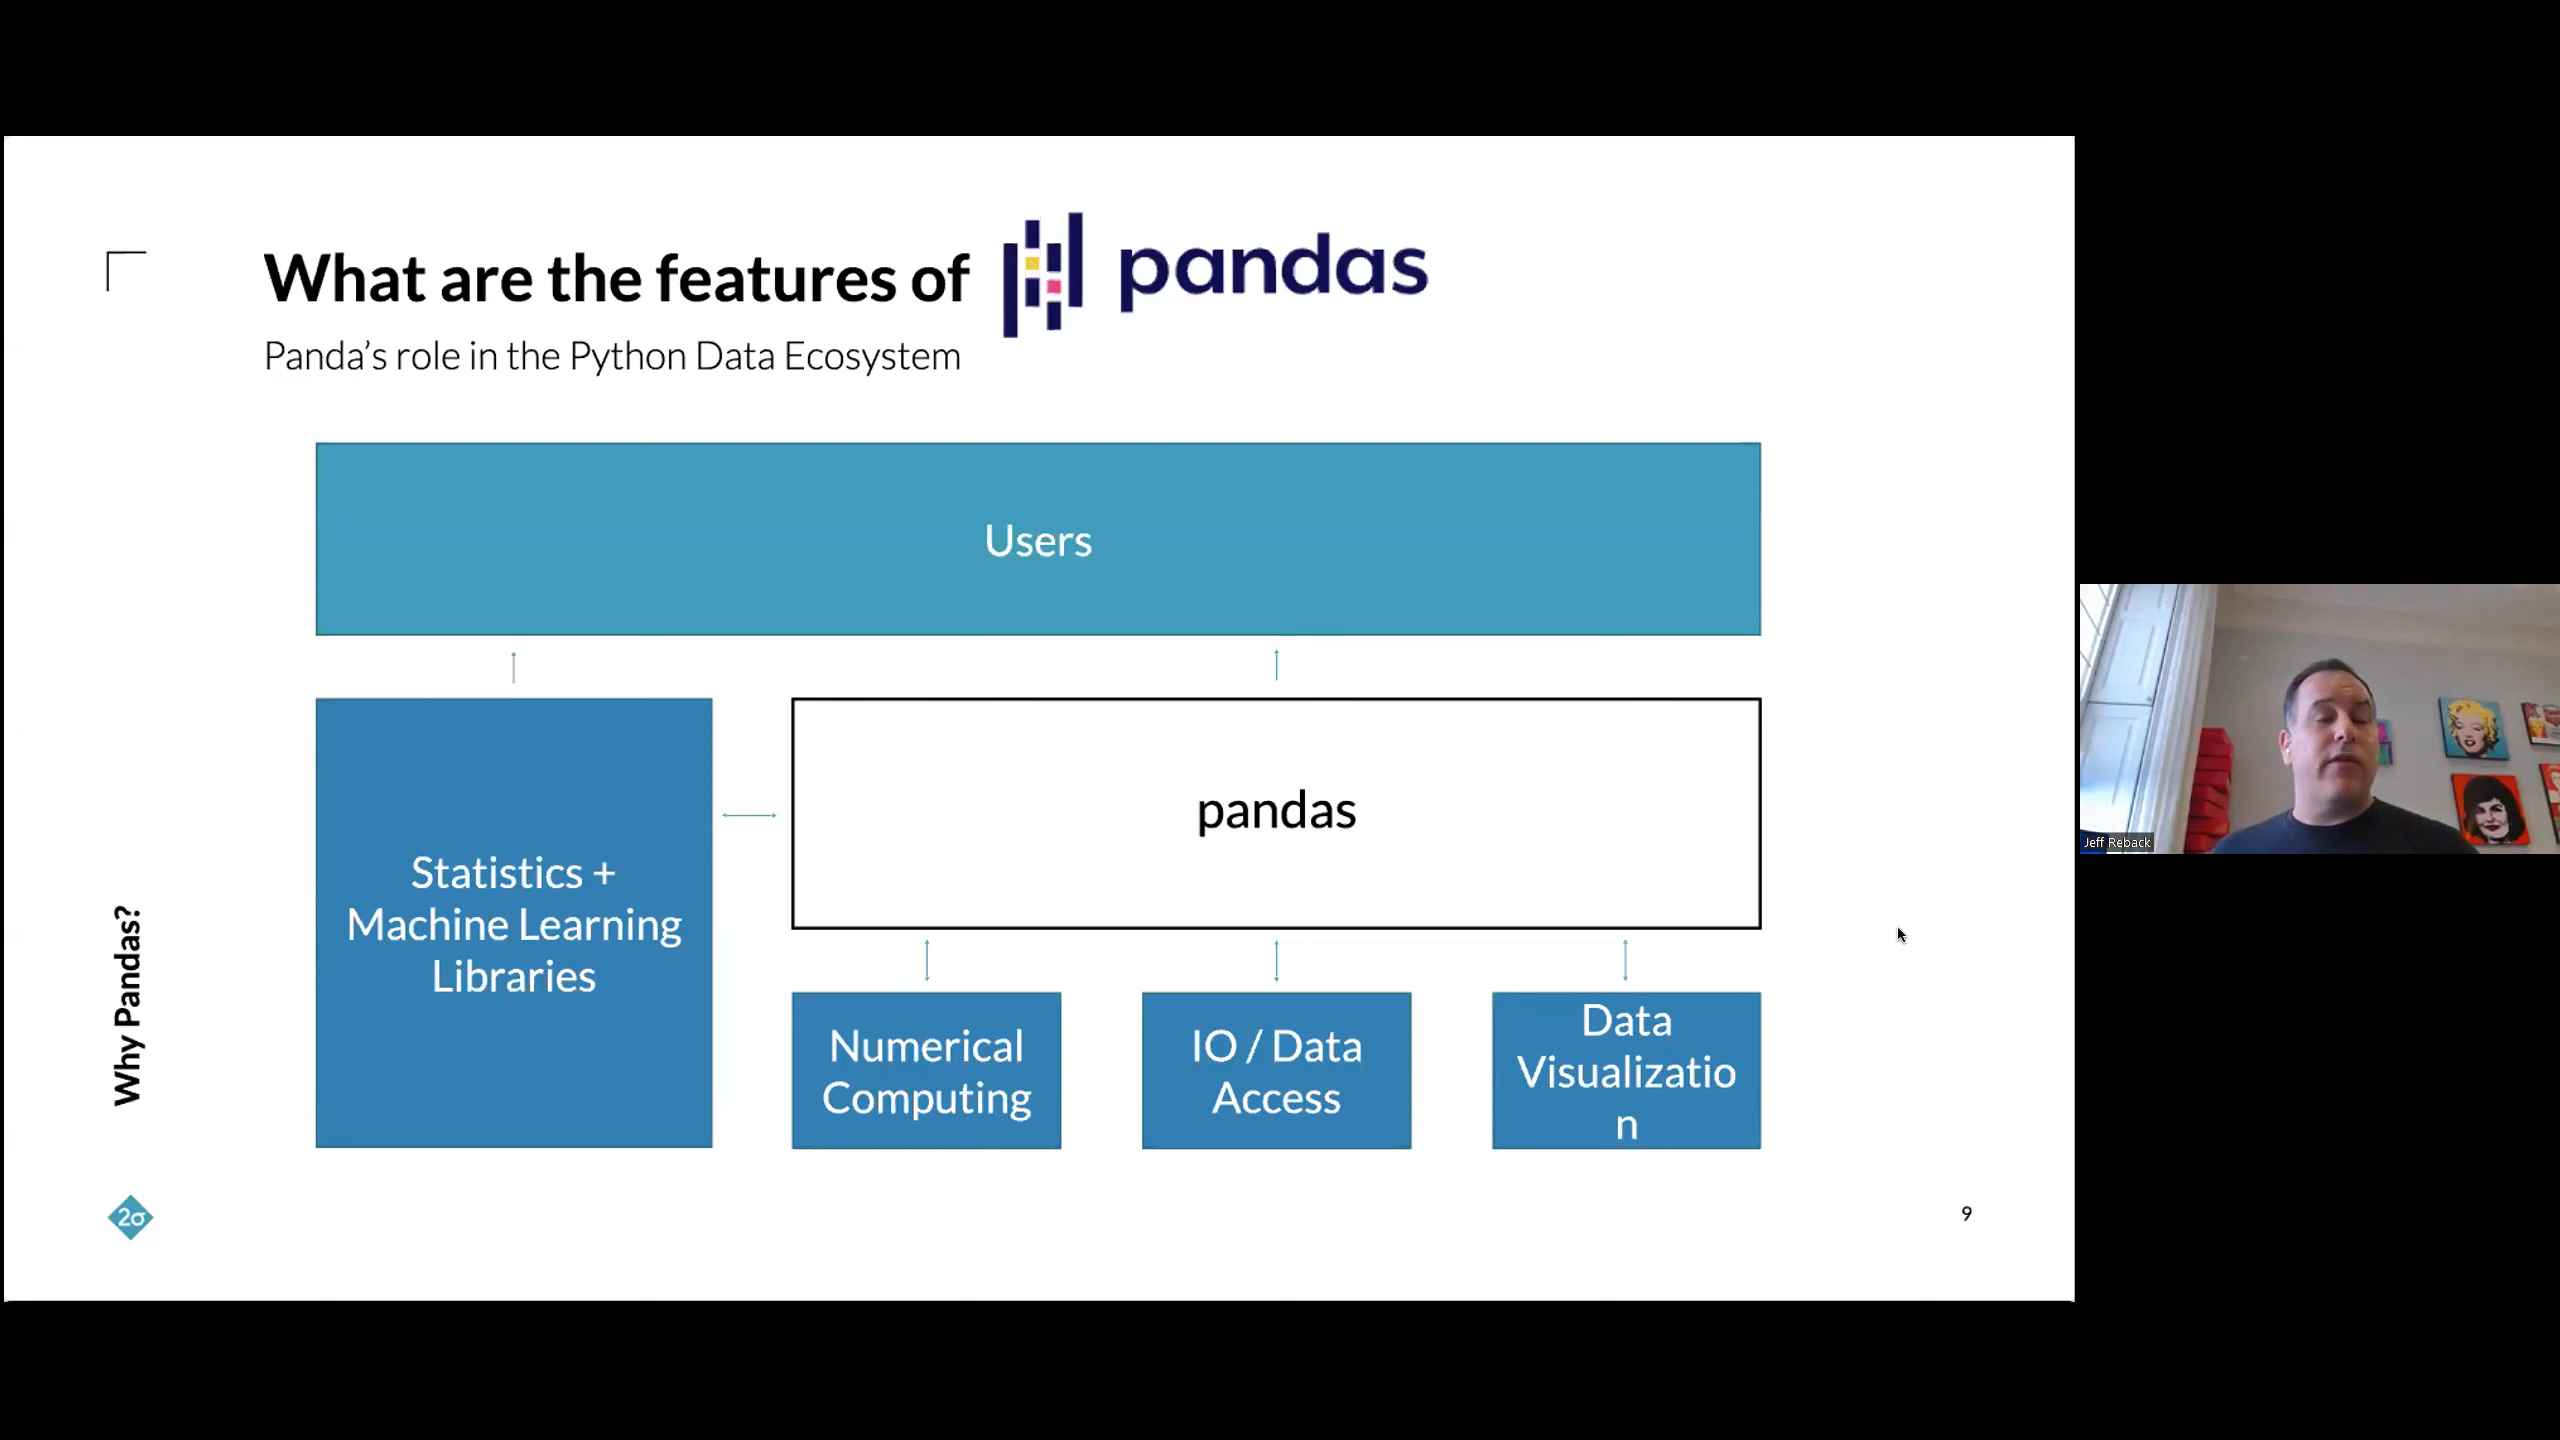 What are the features of pandas
Panda's role in the Python Data Ecosystem
Users
Statistics +
Machine Learning
Libraries
pandas
Numerical
Computing
IO / Data
Access
Data
Visualizatio
n
Why Pandas?
2σ
9
Jeff Reback